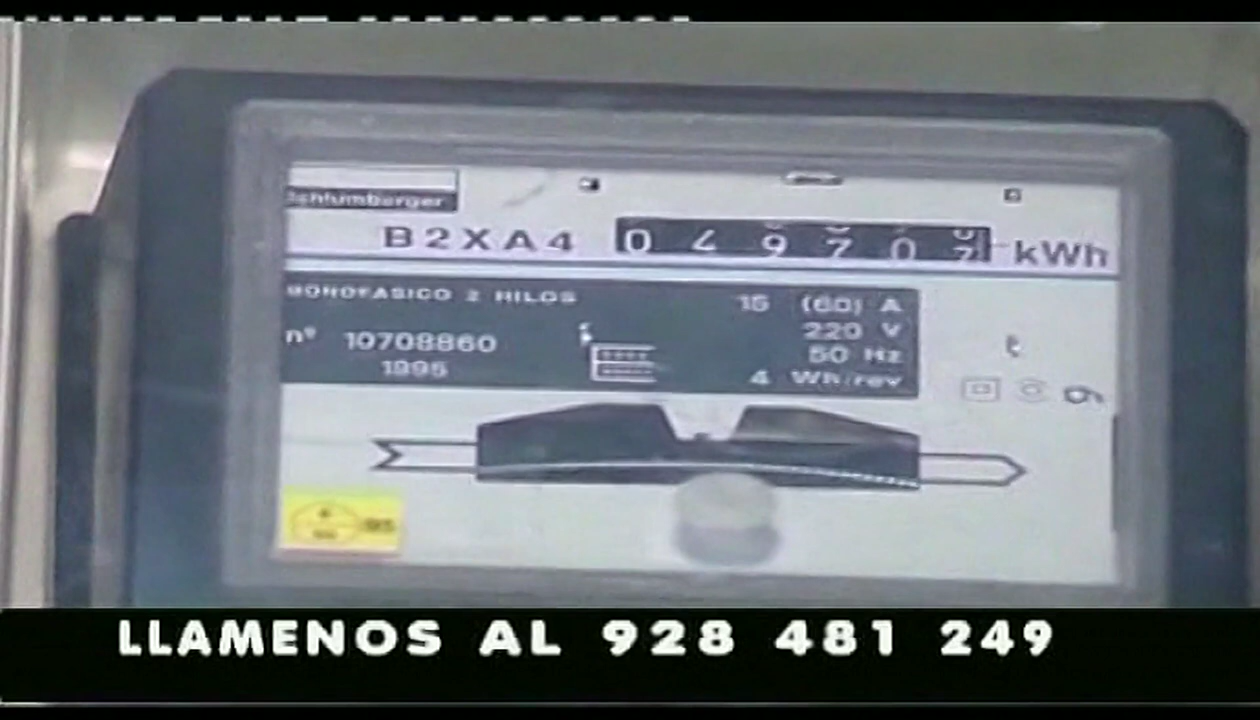 Schlumberger
B2XA4 kWh
MONOFASICO 2 HILOS 15 (60) A
220 V
nº 10708860
50 Hz
1995
4 Wh/rev
LLAMENOS AL 928 481 249